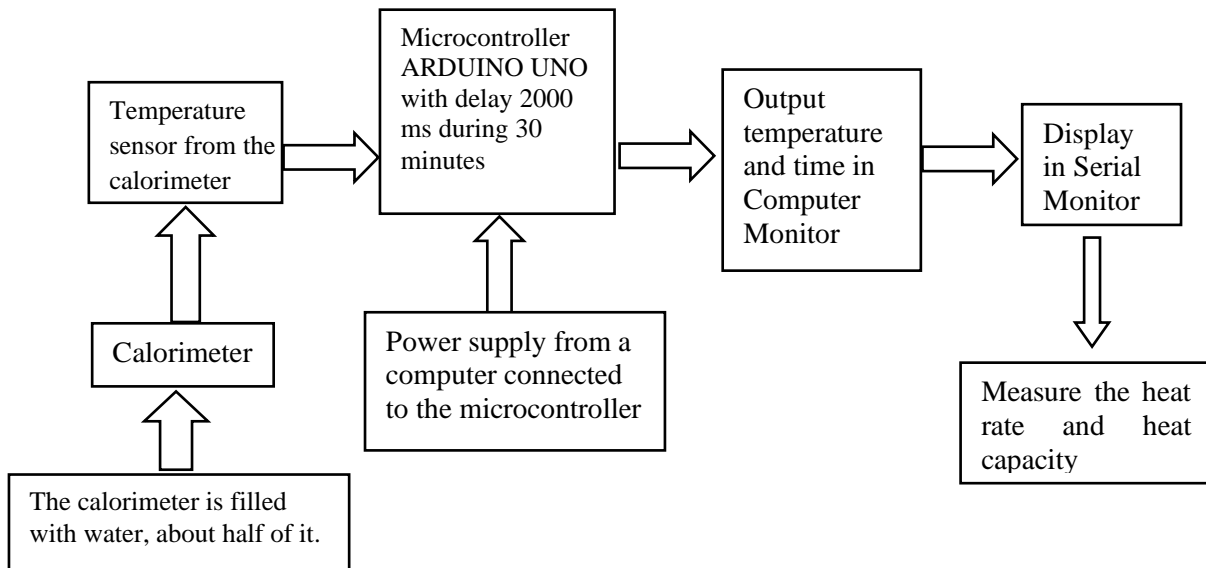 Microcontroller
ARDUINO UNO
with delay 2000
ms during 30
minutes
Temperature
sensor from the
calorimeter
Output
temperature
and time in
Computer
Monitor
Display
in Serial
Monitor
Calorimeter
Power supply from a
computer connected
to the microcontroller
Measure the heat
rate and heat
capacity
The calorimeter is filled
with water, about half of it.